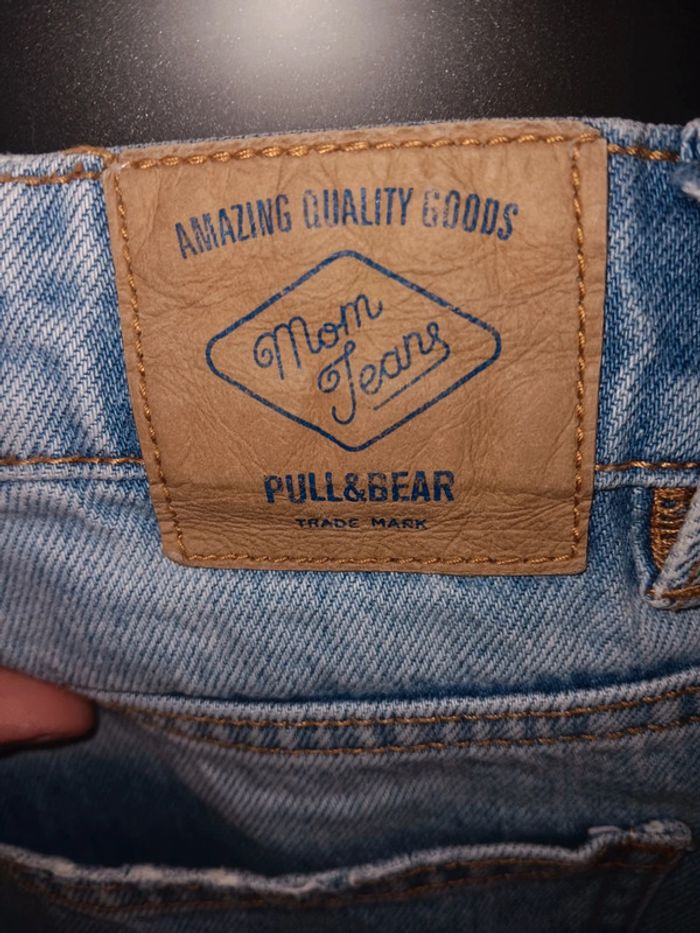 AMAZING QUALITY GOODS
Mom
Jeans
PULL&BEAR
TRADE MARK